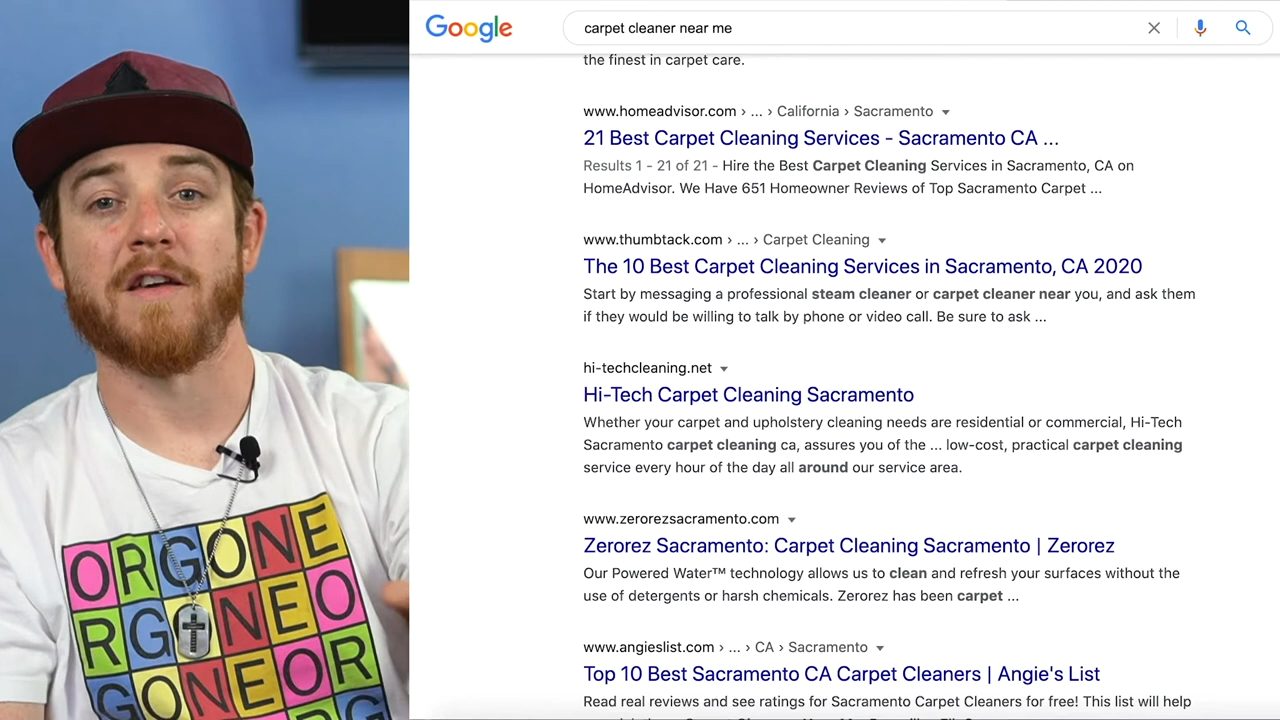 Google
carpet cleaner near me
the finest in carpet care.
www.homeadvisor.com › ... › California › Sacramento
21 Best Carpet Cleaning Services - Sacramento CA ...
Results 1 - 21 of 21 - Hire the Best Carpet Cleaning Services in Sacramento, CA on
HomeAdvisor. We Have 651 Homeowner Reviews of Top Sacramento Carpet ...
www.thumbtack.com › ... › Carpet Cleaning
The 10 Best Carpet Cleaning Services in Sacramento, CA 2020
Start by messaging a professional steam cleaner or carpet cleaner near you, and ask them
if they would be willing to talk by phone or video call. Be sure to ask ...
hi-techcleaning.net
Hi-Tech Carpet Cleaning Sacramento
Whether your carpet and upholstery cleaning needs are residential or commercial, Hi-Tech
Sacramento carpet cleaning ca, assures you of the ... low-cost, practical carpet cleaning
service every hour of the day all around our service area.
www.zerorezsacramento.com
Zerorez Sacramento: Carpet Cleaning Sacramento | Zerorez
Our Powered Water™ technology allows us to clean and refresh your surfaces without the
use of detergents or harsh chemicals. Zerorez has been carpet ...
www.angieslist.com › ... › CA › Sacramento
Top 10 Best Sacramento CA Carpet Cleaners | Angie's List
Read real reviews and see ratings for Sacramento Carpet Cleaners for free! This list will help
ORGONE
RGONEO
GONEOR